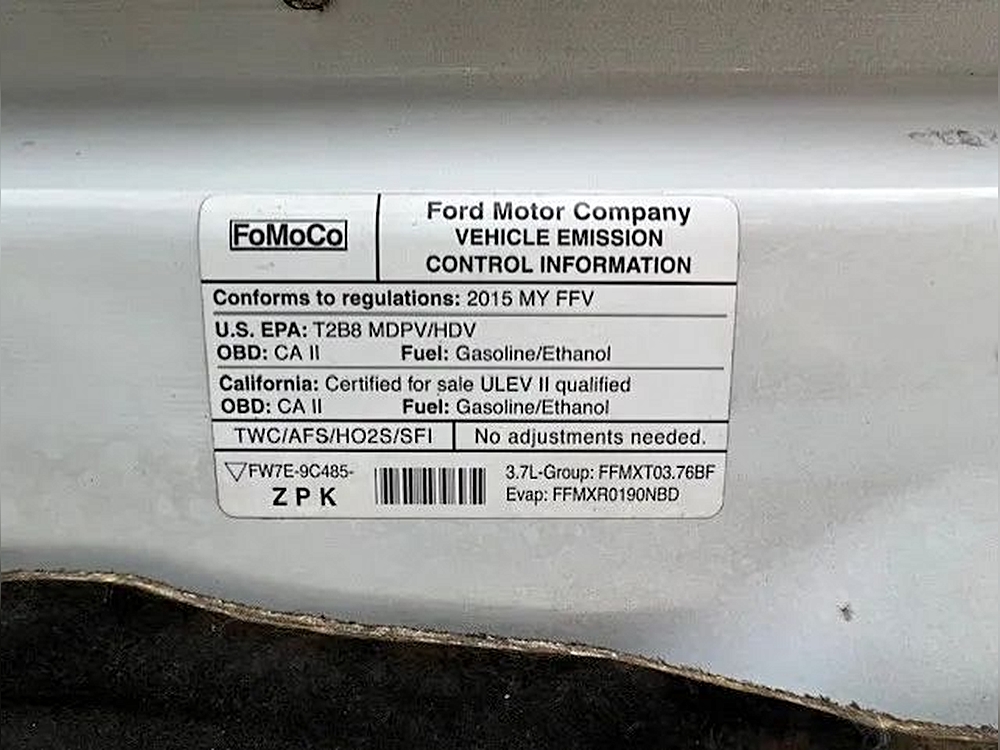 FoMoCo
Ford Motor Company
VEHICLE EMISSION
CONTROL INFORMATION
Conforms to regulations: 2015 MY FFV
U.S. EPA: T2B8 MDPV/HDV
OBD: CA II Fuel: Gasoline/Ethanol
California: Certified for sale ULEV II qualified
OBD: CA II Fuel: Gasoline/Ethanol
TWC/AFS/HO2S/SFI No adjustments needed.
FW7E-9C485-
Z P K
3.7L-Group: FFMXT03.76BF
Evap: FFMXR0190NBD